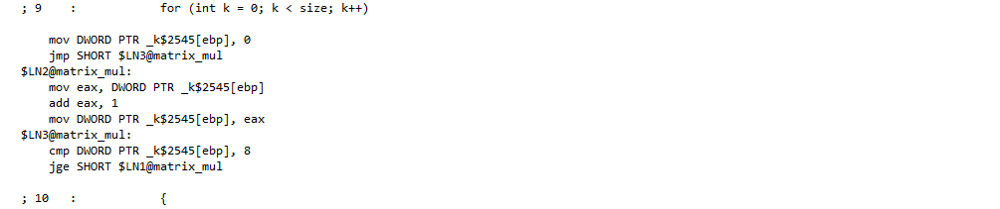 ; 9    :            for (int k = 0; k < size; k++)
    mov DWORD PTR _k$2545[ebp], 0
    jmp SHORT $LN3@matrix_mul
$LN2@matrix_mul:
    mov eax, DWORD PTR _k$2545[ebp]
    add eax, 1
    mov DWORD PTR _k$2545[ebp], eax
$LN3@matrix_mul:
    cmp DWORD PTR _k$2545[ebp], 8
    jge SHORT $LN1@matrix_mul
; 10   :            {